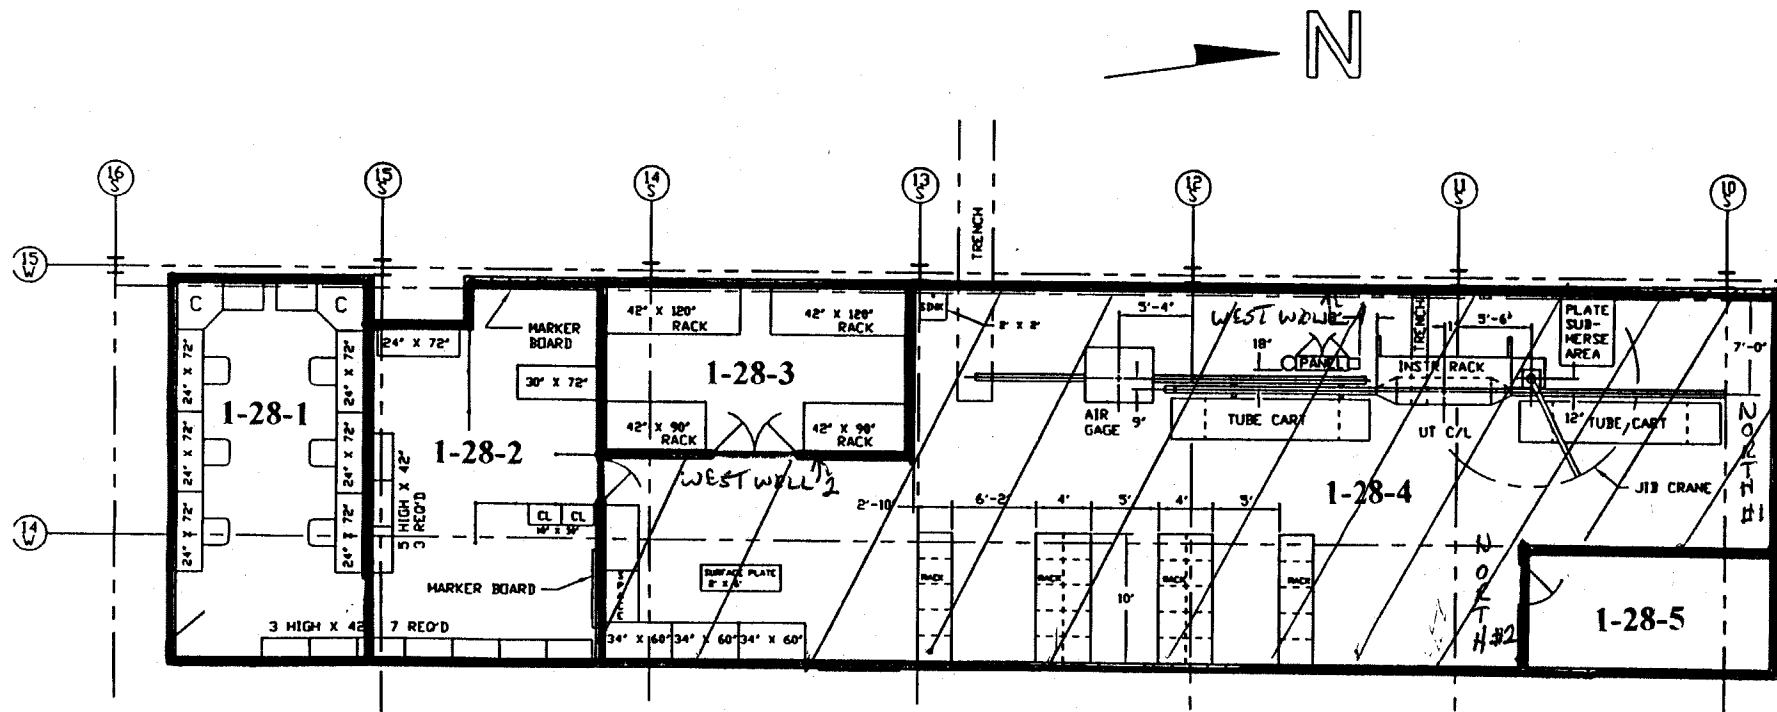 N
16 S
15 S
14 S
13 S
12 S
11 S
10 S
15 W
14 W
TRENCH
C
C
24" X 72"
24" X 72"
24" X 72"
24" X 72"
24" X 72"
24" X 72"
1-28-1
3 HIGH X 42" 7 REQ'D
24" X 72"
MARKER
BOARD
30" X 72"
1-28-2
5 HIGH X 42"
3 REQ'D
CL
CL
MARKER BOARD
42" X 120"
RACK
42" X 120"
RACK
1-28-3
42" X 90"
RACK
42" X 90"
RACK
WEST WALL 2
SURFACE PLATE
34" X 60"
34" X 60"
34" X 60"
SINK
2' X 2'
5'-4"
WEST WALL 1
18"
PANEL
TRENCH
1'
5'-6"
PLATE
SUB-
MERSE
AREA
7'-0"
INSTR RACK
AIR
GAGE
9"
TUBE CART
UT C/L
12"
TUBE CART
NORTH #1
JIB CRANE
1-28-4
2'-10"
6'-2"
4'
5'
4'
5'
RACK
RACK
10'
RACK
RACK
NORTH #2
1-28-5